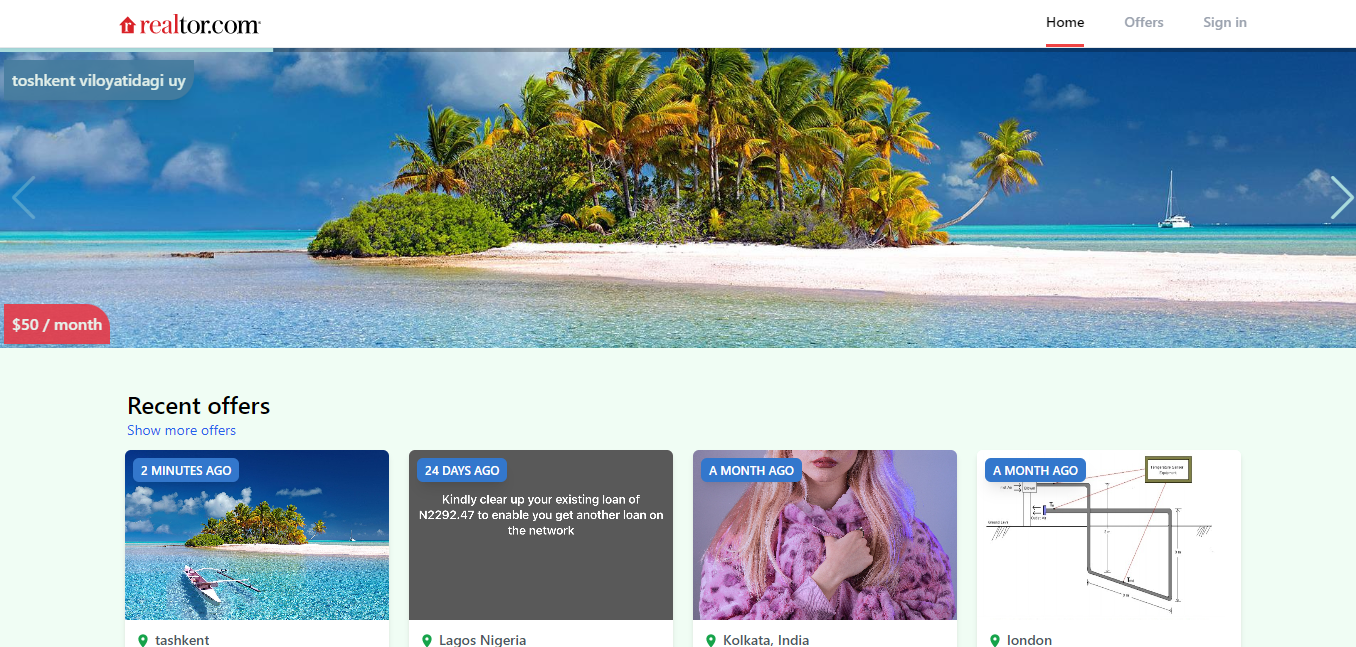 realtor.com
Home
Offers
Sign in
toshkent viloyatidagi uy
$50 / month
Recent offers
Show more offers
2 MINUTES AGO
tashkent
24 DAYS AGO
Kindly clear up your existing loan of
N2292.47 to enable you get another loan on
the network
Lagos Nigeria
A MONTH AGO
Kolkata, India
A MONTH AGO
london